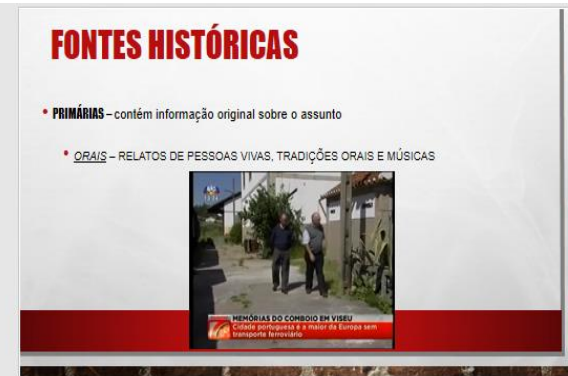 FONTES HISTÓRICAS
• PRIMÁRIAS – contém informação original sobre o assunto
• ORAIS – RELATOS DE PESSOAS VIVAS, TRADIÇÕES ORAIS E MÚSICAS
MEMÓRIAS DO COMBOIO EM VISEU
Cidade portuguesa é a maior da Europa sem
transporte ferroviário